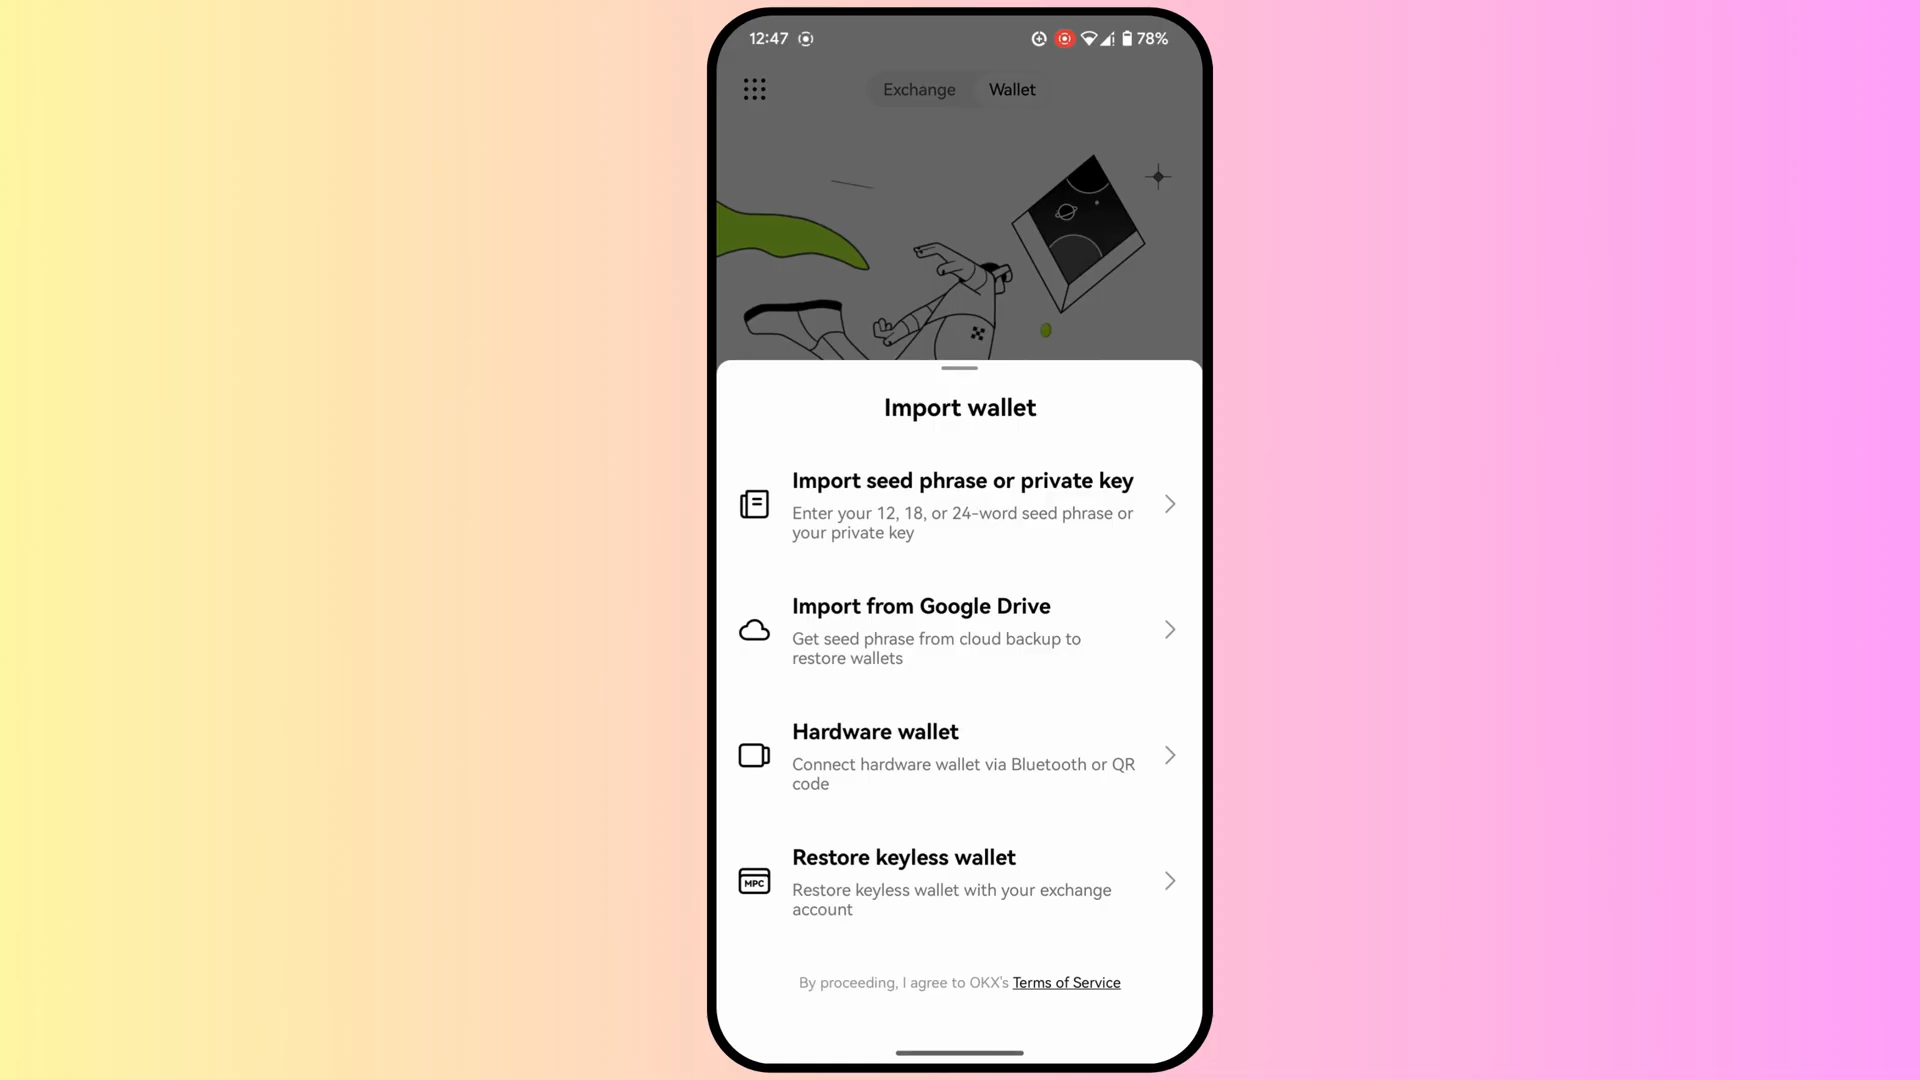 12:47
78%
Exchange
Wallet
Import wallet
Import seed phrase or private key
Enter your 12, 18, or 24-word seed phrase or
your private key
Import from Google Drive
Get seed phrase from cloud backup to
restore wallets
Hardware wallet
Connect hardware wallet via Bluetooth or QR
code
MPC
Restore keyless wallet
Restore keyless wallet with your exchange
account
By proceeding, I agree to OKX's Terms of Service